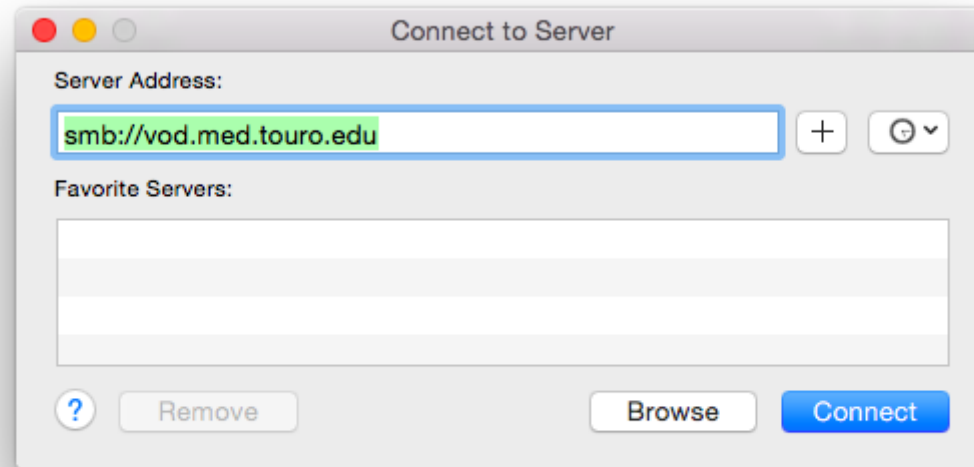 Connect to Server
Server Address:
smb://vod.med.touro.edu
+
Favorite Servers:
? Remove Browse Connect